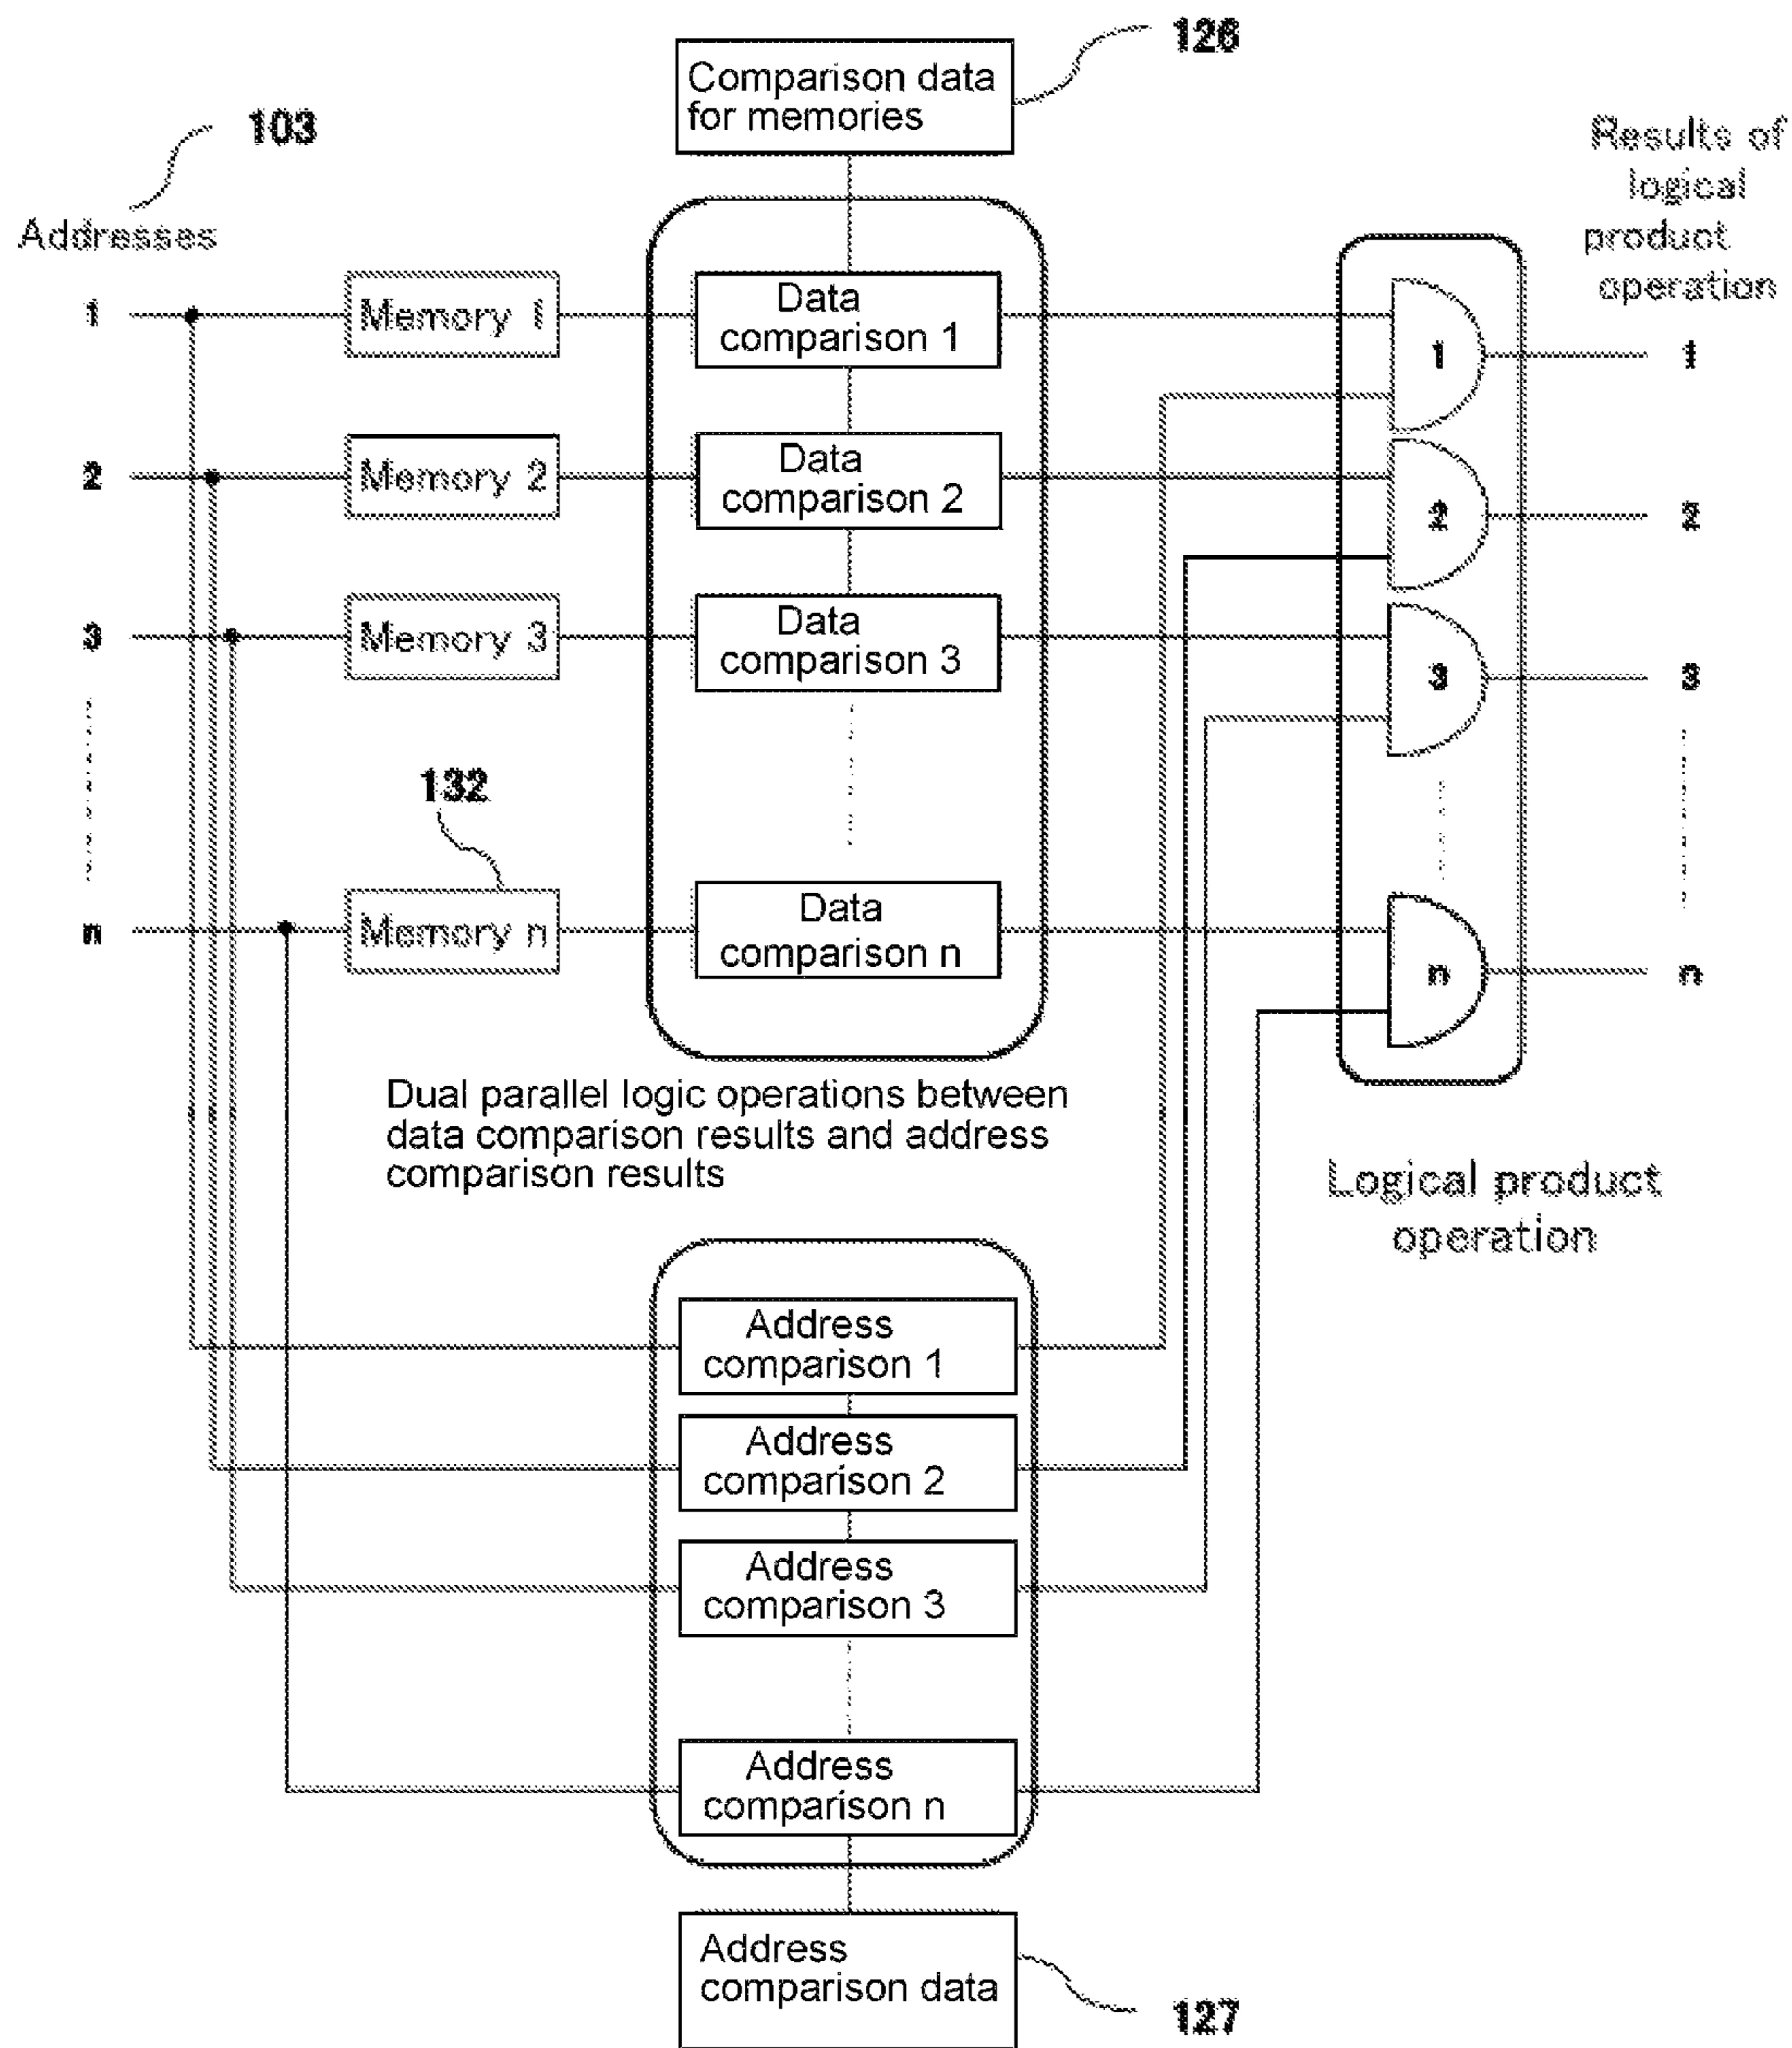 126
Comparison data
for memories
103
Addresses
Results of
logical
product
operation
1
Memory 1
Data
comparison 1
1
1
2
Memory 2
Data
comparison 2
2
2
3
Memory 3
Data
comparison 3
3
3
132
n
Memory n
Data
comparison n
n
n
Dual parallel logic operations between
data comparison results and address
comparison results
Logical product
operation
Address
comparison 1
Address
comparison 2
Address
comparison 3
Address
comparison n
Address
comparison data
127